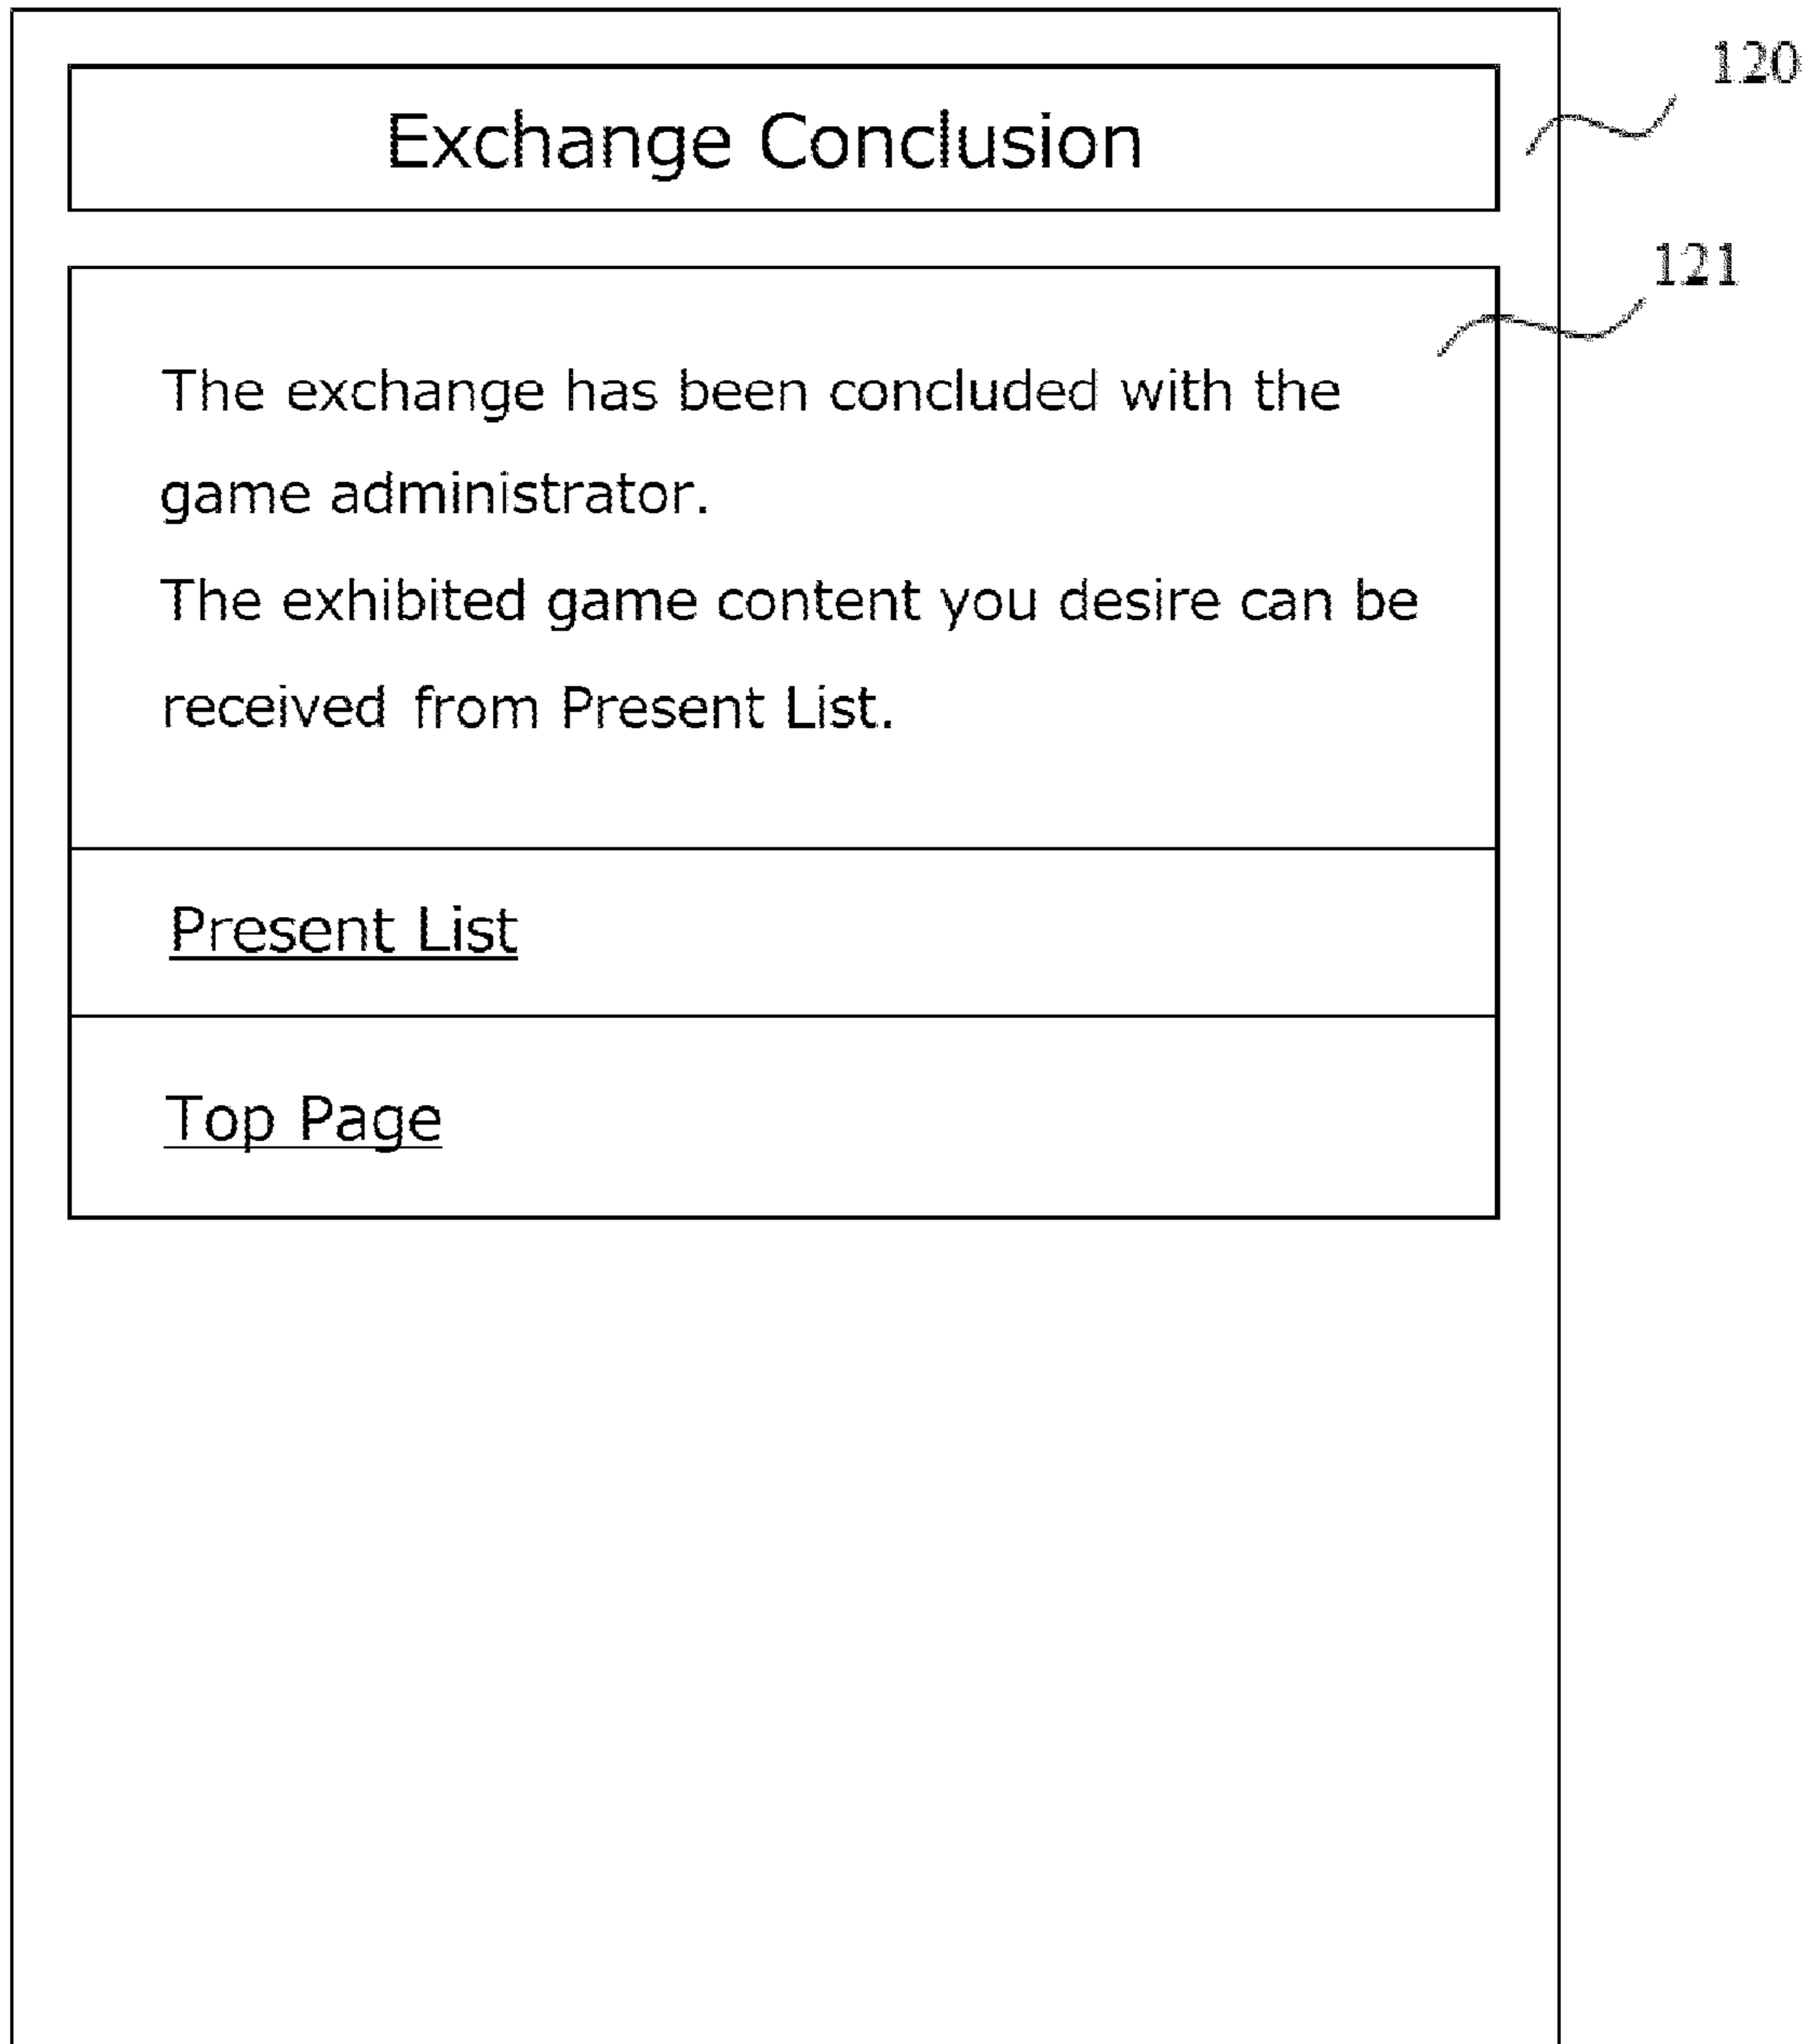 120
Exchange Conclusion
121
The exchange has been concluded with the
game administrator.
The exhibited game content you desire can be
received from Present List.
Present List
Top Page